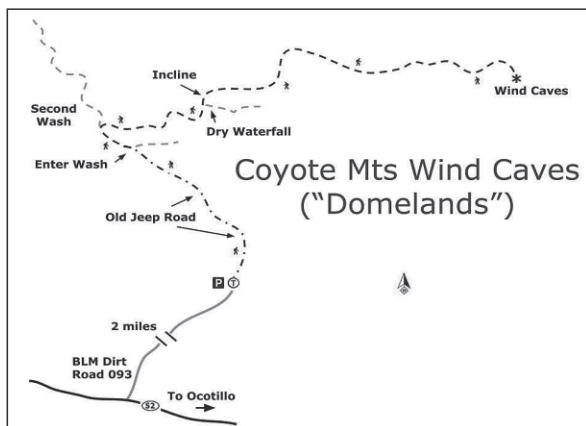 Incline
Wind Caves
Second
Wash
Dry Waterfall
Enter Wash
Coyote Mts Wind Caves
("Domelands")
Old Jeep Road
P T
2 miles
BLM Dirt
Road 093
To Ocotillo
S2